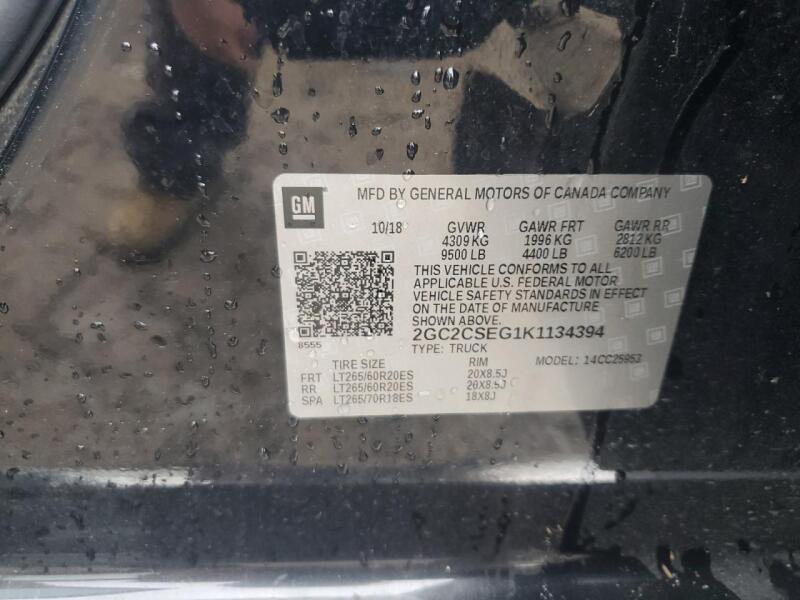 GM
MFD BY GENERAL MOTORS OF CANADA COMPANY
10/18 GVWR GAWR FRT GAWR RR
4309 KG 1996 KG 2812 KG
9500 LB 4400 LB 6200 LB
THIS VEHICLE CONFORMS TO ALL
APPLICABLE U.S. FEDERAL MOTOR
VEHICLE SAFETY STANDARDS IN EFFECT
ON THE DATE OF MANUFACTURE
SHOWN ABOVE.
8555 2GC2CSEG1K1134394
TYPE: TRUCK MODEL: 14CC25953
TIRE SIZE RIM
FRT LT265/60R20ES 20X8.5J
RR LT265/60R20ES 20X8.5J
SPA LT265/70R18ES 18X8J